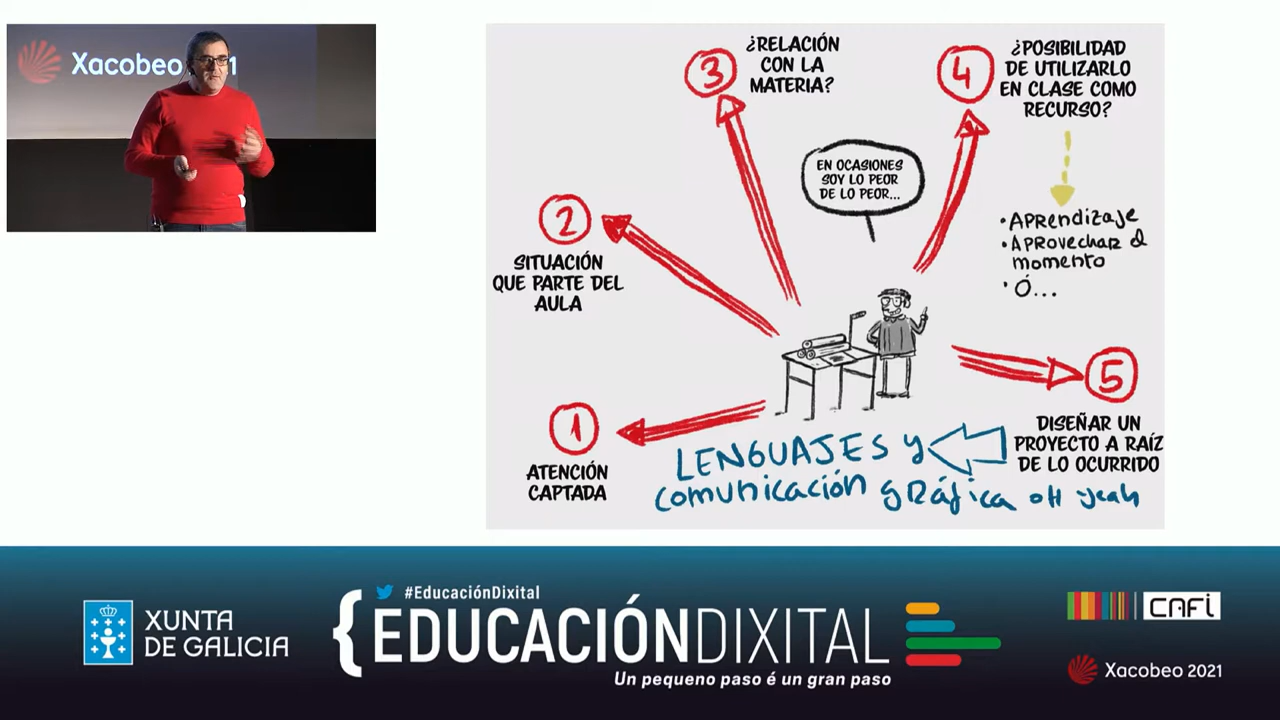 Xacobeo 21
3
¿RELACIÓN
CON LA
MATERIA?
4
¿POSIBILIDAD
DE UTILIZARLO
EN CLASE COMO
RECURSO?
EN OCASIONES
SOY LO PEOR
DE LO PEOR...
• APRendizaje
• APROVECHAR el
momento
• Ó...
2
SITUACIÓN
QUE PARTE DEL
AULA
5
DISEÑAR UN
PROYECTO A RAÍZ
DE LO OCURRIDO
1
ATENCIÓN
CAPTADA
LENGUAJES y
comunicación gráfica oH yeah
XUNTA
DE GALICIA
#EducaciónDixital
{EDUCACIÓNDIXITAL
Un pequeno paso é un gran paso
CAFi
Xacobeo 2021